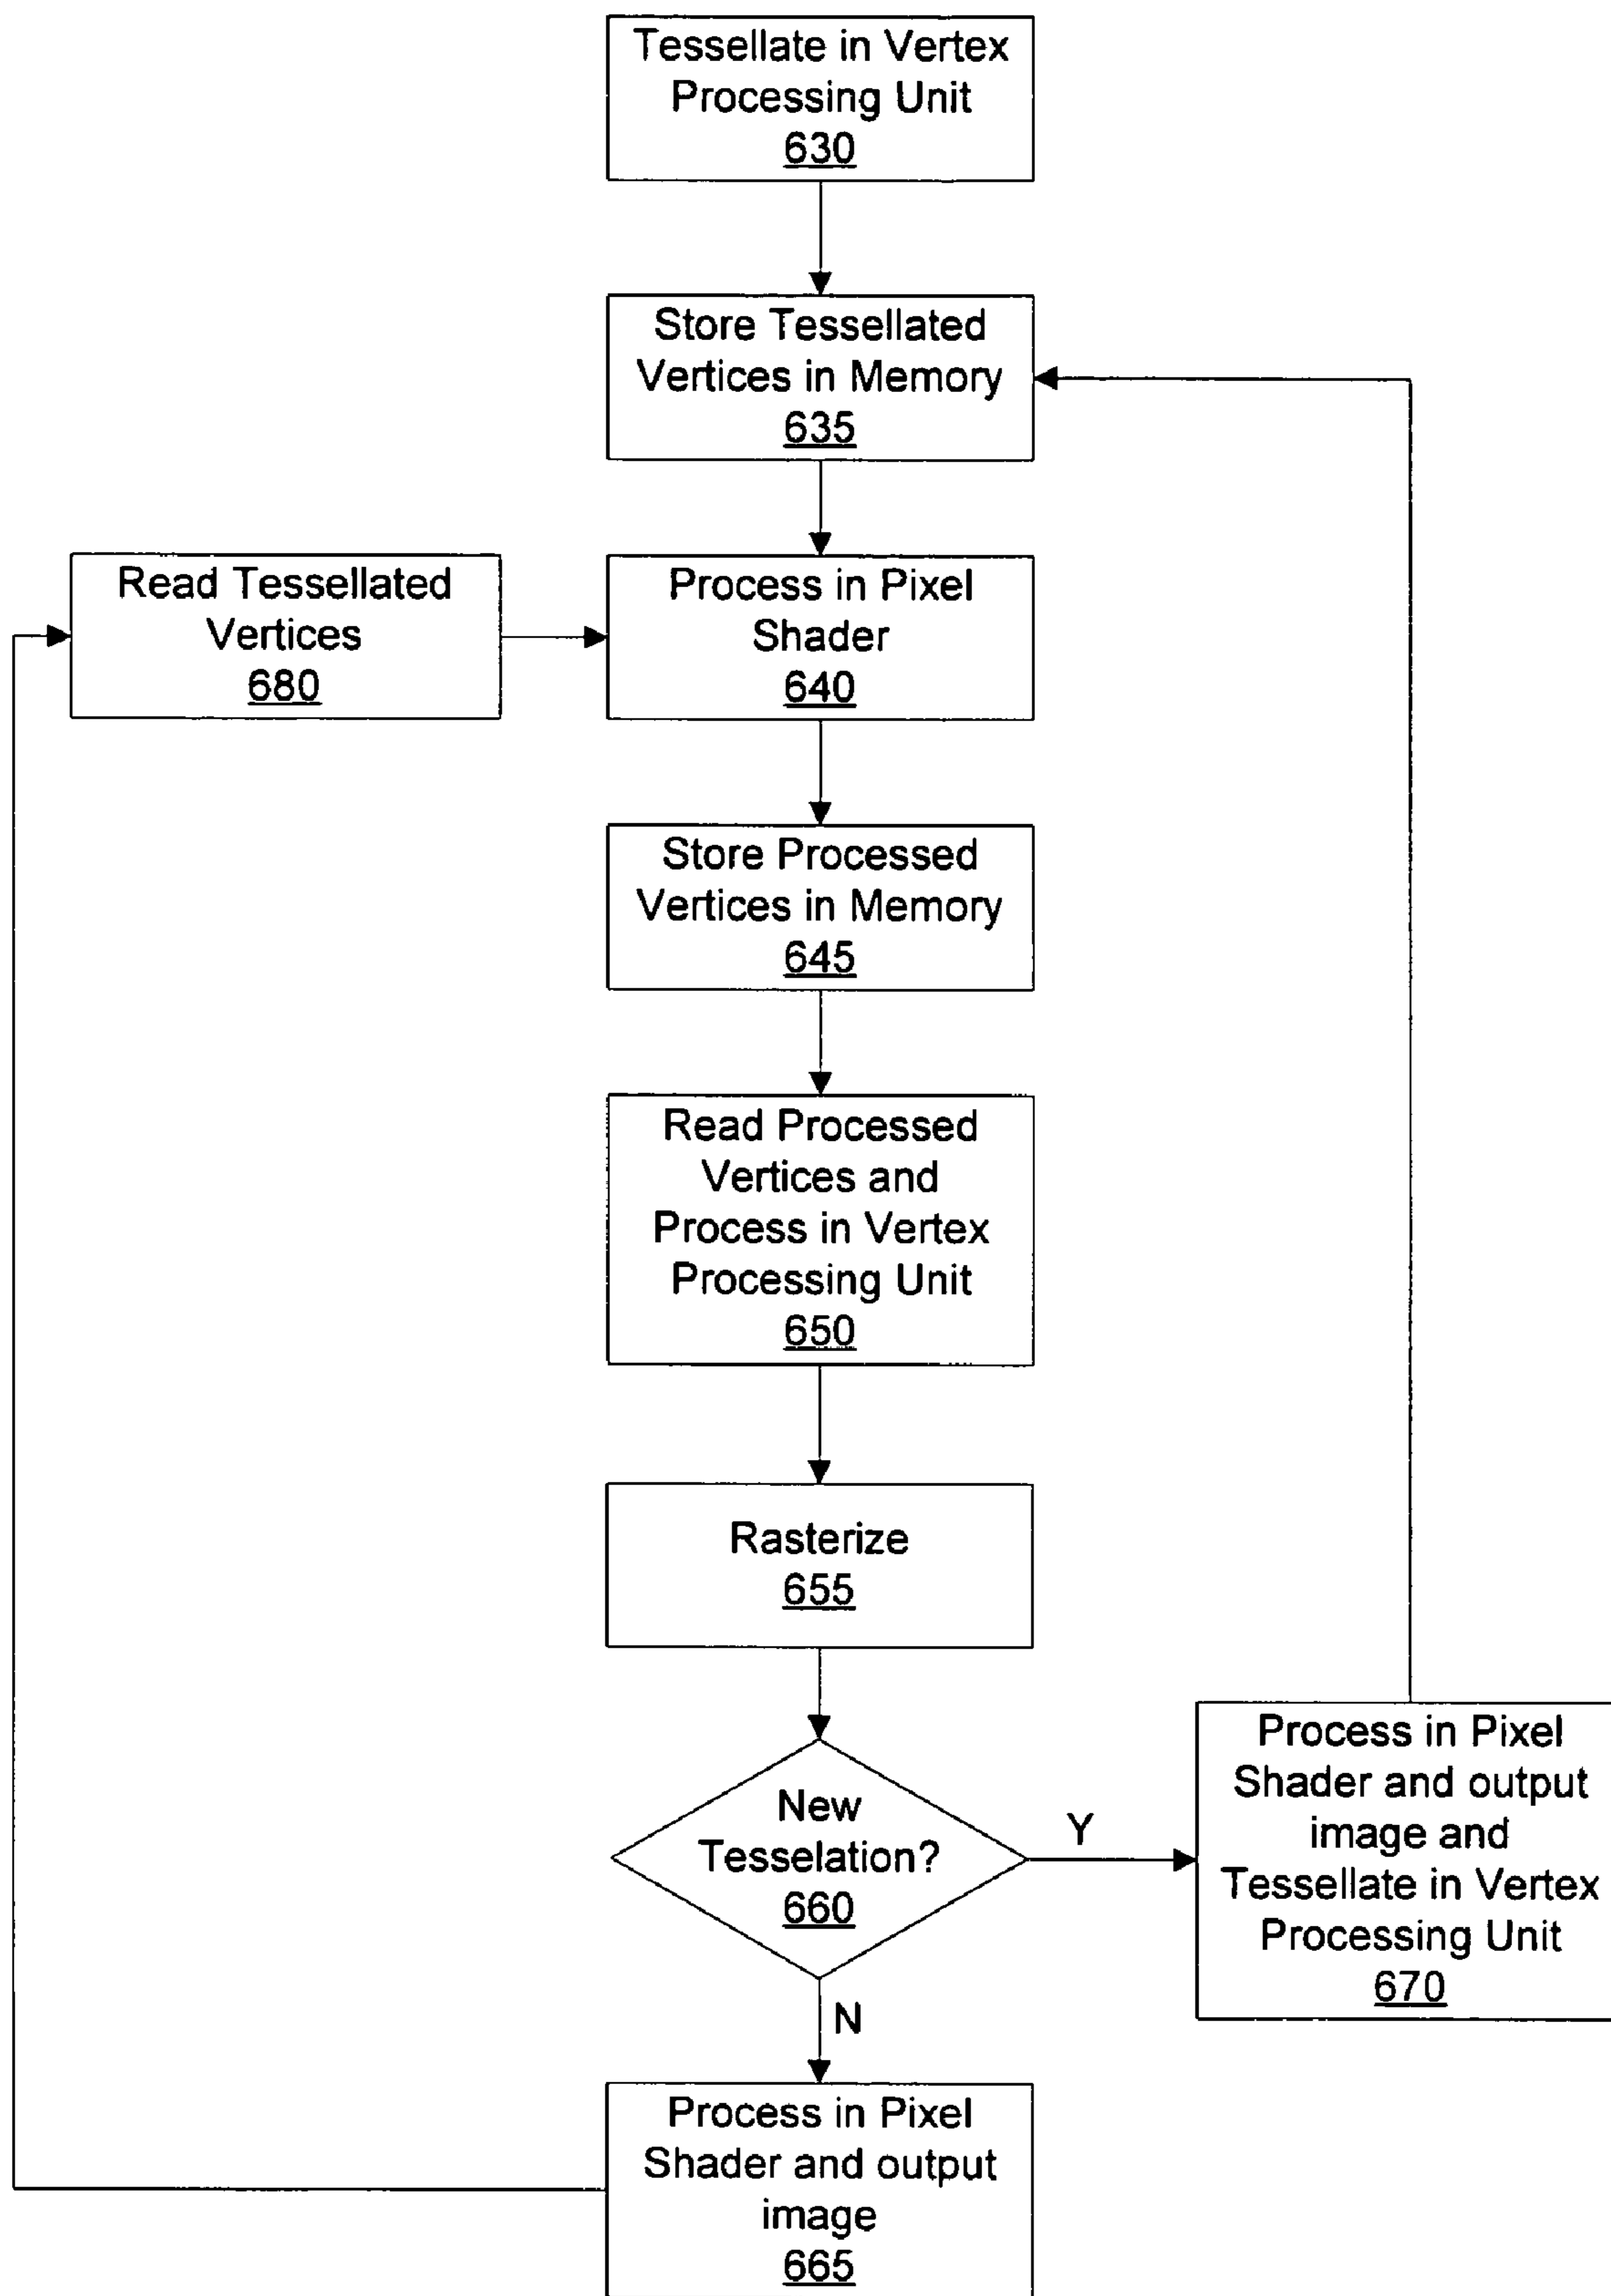 Tessellate in Vertex
Processing Unit
630
Store Tessellated
Vertices in Memory
635
Read Tessellated
Vertices
680
Process in Pixel
Shader
640
Store Processed
Vertices in Memory
645
Read Processed
Vertices and
Process in Vertex
Processing Unit
650
Rasterize
655
New
Tesselation?
660
Y
N
Process in Pixel
Shader and output
image and
Tessellate in Vertex
Processing Unit
670
Process in Pixel
Shader and output
image
665